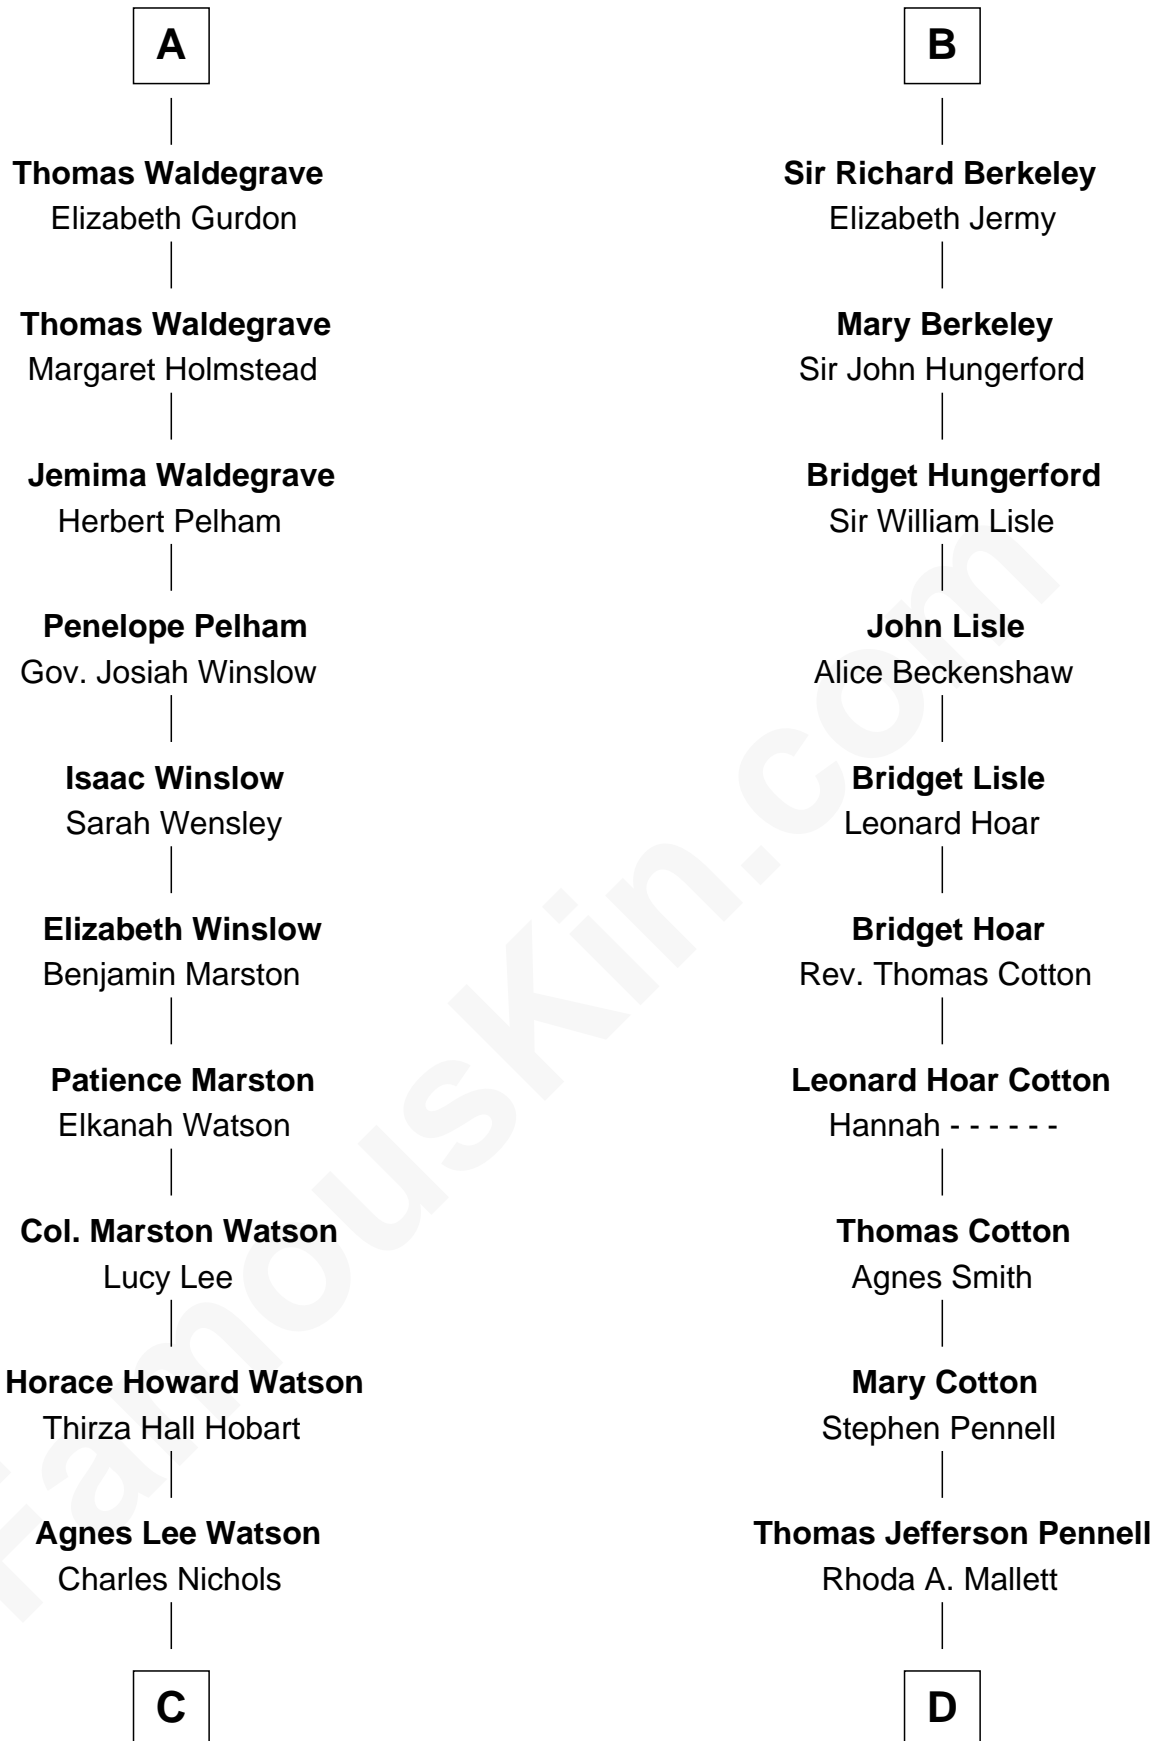 A
Thomas Waldegrave
Elizabeth Gurdon
Thomas Waldegrave
Margaret Holmstead
Jemima Waldegrave
Herbert Pelham
Penelope Pelham
Gov. Josiah Winslow
Isaac Winslow
Sarah Wensley
Elizabeth Winslow
Benjamin Marston
Patience Marston
Elkanah Watson
Col. Marston Watson
Lucy Lee
Horace Howard Watson
Thirza Hall Hobart
Agnes Lee Watson
Charles Nichols
C
B
Sir Richard Berkeley
Elizabeth Jermy
Mary Berkeley
Sir John Hungerford
Bridget Hungerford
Sir William Lisle
John Lisle
Alice Beckenshaw
Bridget Lisle
Leonard Hoar
Bridget Hoar
Rev. Thomas Cotton
Leonard Hoar Cotton
Hannah - - - - - -
Thomas Cotton
Agnes Smith
Mary Cotton
Stephen Pennell
Thomas Jefferson Pennell
Rhoda A. Mallett
D
FamousKin.com